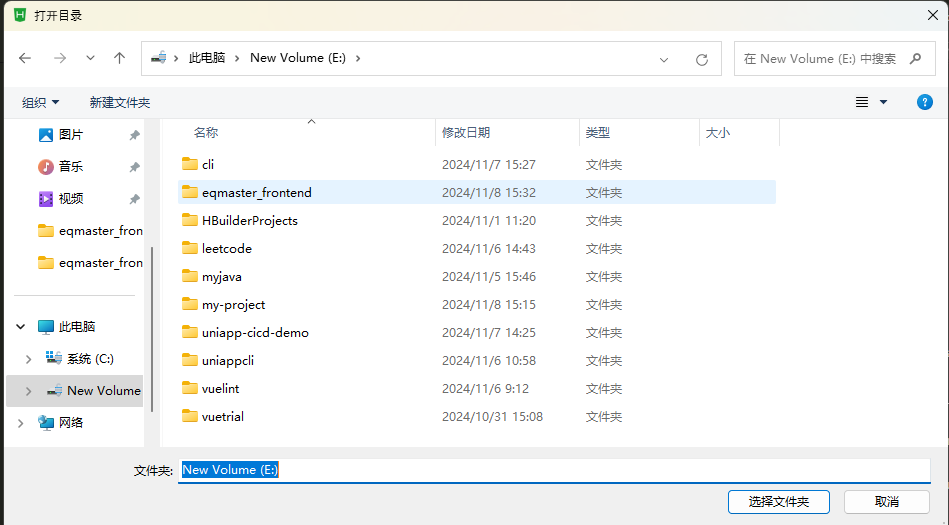 打开目录
此电脑 New Volume (E:)
在 New Volume (E:) 中搜索
组织 新建文件夹
图片
音乐
视频
eqmaster_fron
eqmaster_fron
此电脑
系统 (C:)
New Volume
网络
名称 修改日期 类型 大小
cli 2024/11/7 15:27 文件夹
eqmaster_frontend 2024/11/8 15:32 文件夹
HBuilderProjects 2024/11/1 11:20 文件夹
leetcode 2024/11/6 14:43 文件夹
myjava 2024/11/5 15:46 文件夹
my-project 2024/11/8 15:15 文件夹
uniapp-cicd-demo 2024/11/7 14:25 文件夹
uniappcli 2024/11/6 10:58 文件夹
vuelint 2024/11/6 9:12 文件夹
vuetrial 2024/10/31 15:08 文件夹
文件夹: New Volume (E:)
选择文件夹 取消